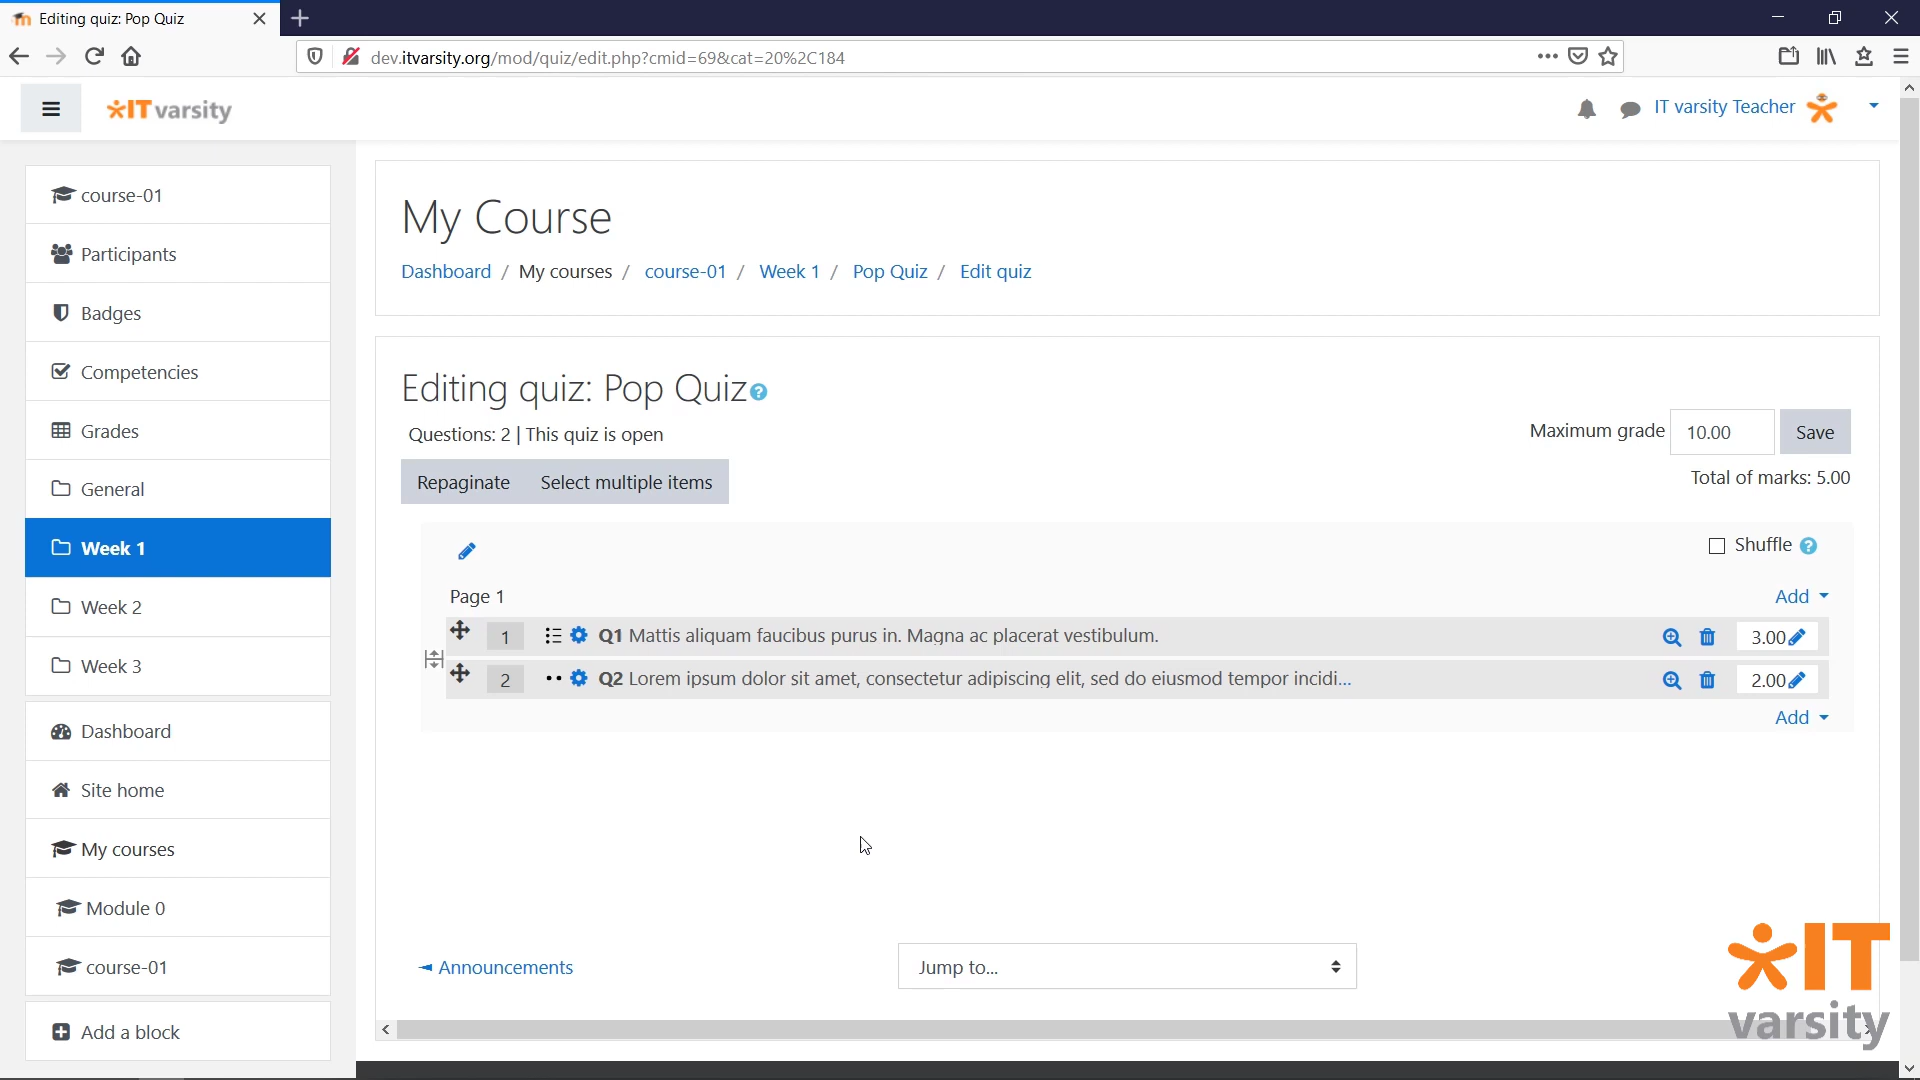 Editing quiz: Pop Quiz
dev.itvarsity.org/mod/quiz/edit.php?cmid=69&cat=20%2C184
IT varsity
IT varsity Teacher
course-01
Participants
Badges
Competencies
Grades
General
Week 1
Week 2
Week 3
Dashboard
Site home
My courses
Module 0
course-01
Add a block
My Course
Dashboard / My courses / course-01 / Week 1 / Pop Quiz / Edit quiz
Editing quiz: Pop Quiz
Questions: 2 | This quiz is open
Maximum grade 10.00 Save
Repaginate Select multiple items
Total of marks: 5.00
Shuffle
Page 1 Add
1 Q1 Mattis aliquam faucibus purus in. Magna ac placerat vestibulum. 3.00
2 Q2 Lorem ipsum dolor sit amet, consectetur adipiscing elit, sed do eiusmod tempor incidi... 2.00
Add
◄ Announcements
Jump to...
IT
varsity